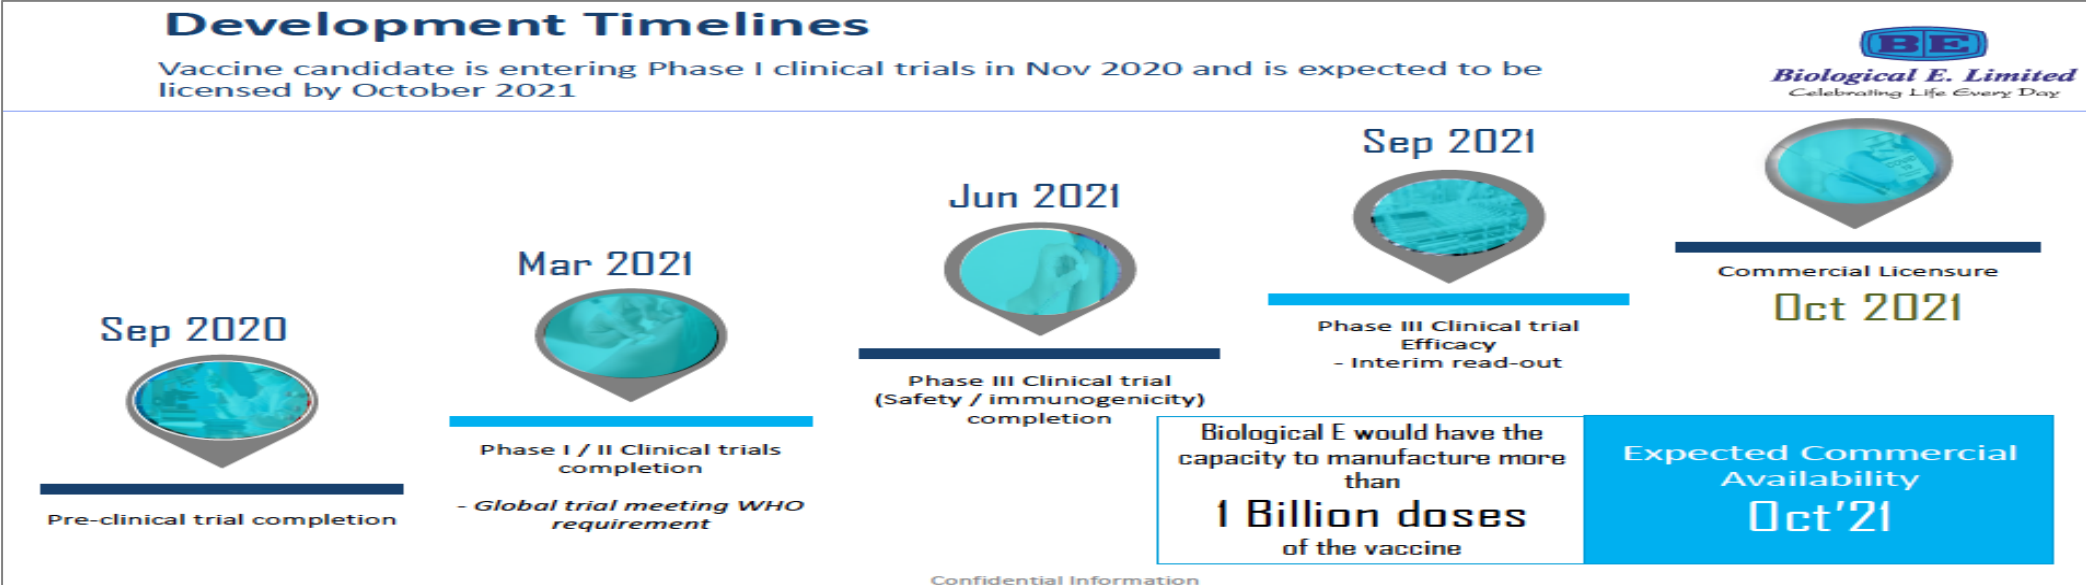 Development Timelines
Vaccine candidate is entering Phase I clinical trials in Nov 2020 and is expected to be
licensed by October 2021
BE
Biological E. Limited
Celebrating Life Every Day
Sep 2020
Pre-clinical trial completion
Mar 2021
Phase I / II Clinical trials
completion
- Global trial meeting WHO
requirement
Jun 2021
Phase III Clinical trial
(Safety / immunogenicity)
completion
Sep 2021
Phase III Clinical trial
Efficacy
- Interim read-out
COVID
19
Commercial Licensure
Oct 2021
Biological E would have the
capacity to manufacture more
than
1 Billion doses
of the vaccine
Expected Commercial
Availability
Oct'21
Confidential Information